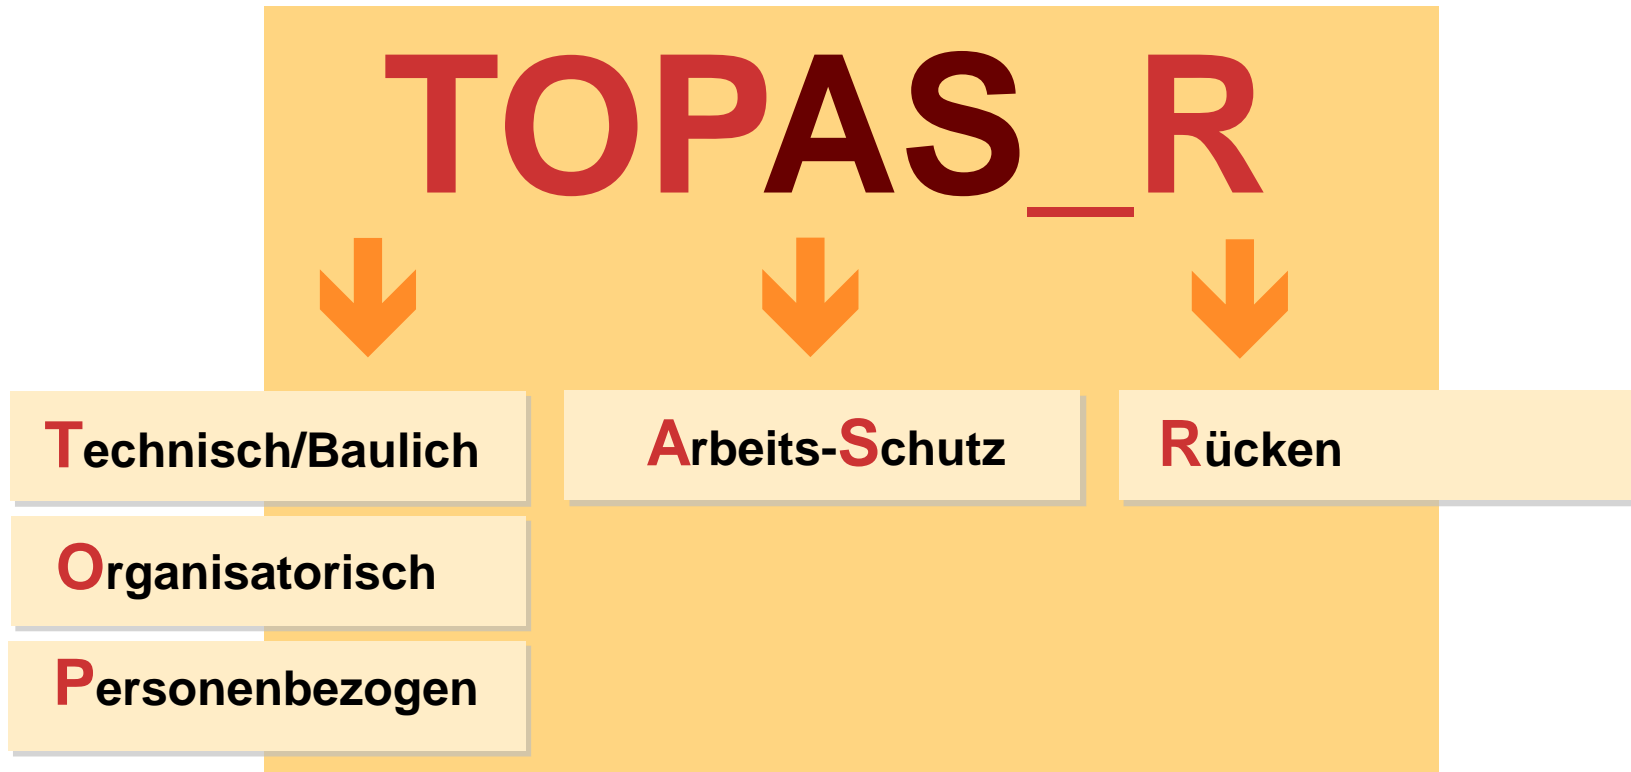 TOPAS_R
Technisch/Baulich
Arbeits-Schutz
Rücken
Organisatorisch
Personenbezogen